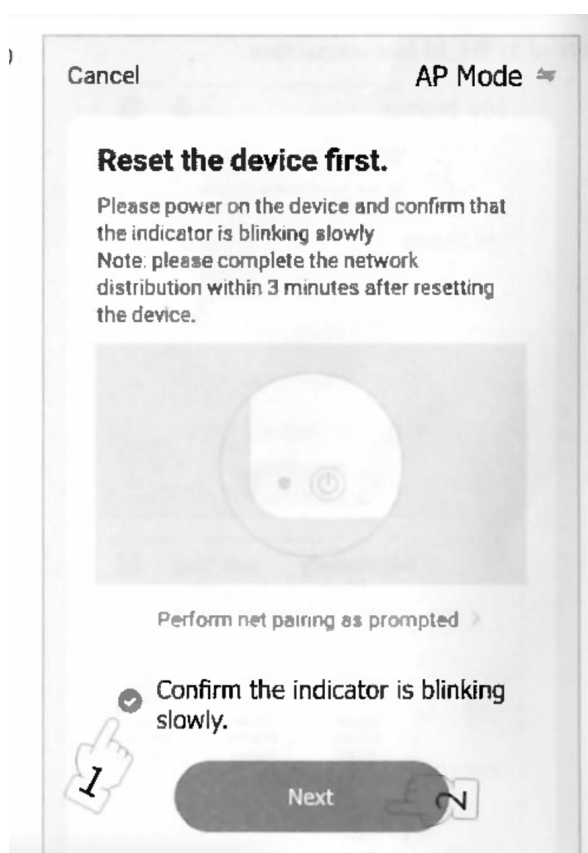 Cancel
AP Mode
Reset the device first.
Please power on the device and confirm that
the indicator is blinking slowly
Note: please complete the network
distribution within 3 minutes after resetting
the device.
Perform net pairing as prompted
Confirm the indicator is blinking
slowly.
1
Next
2